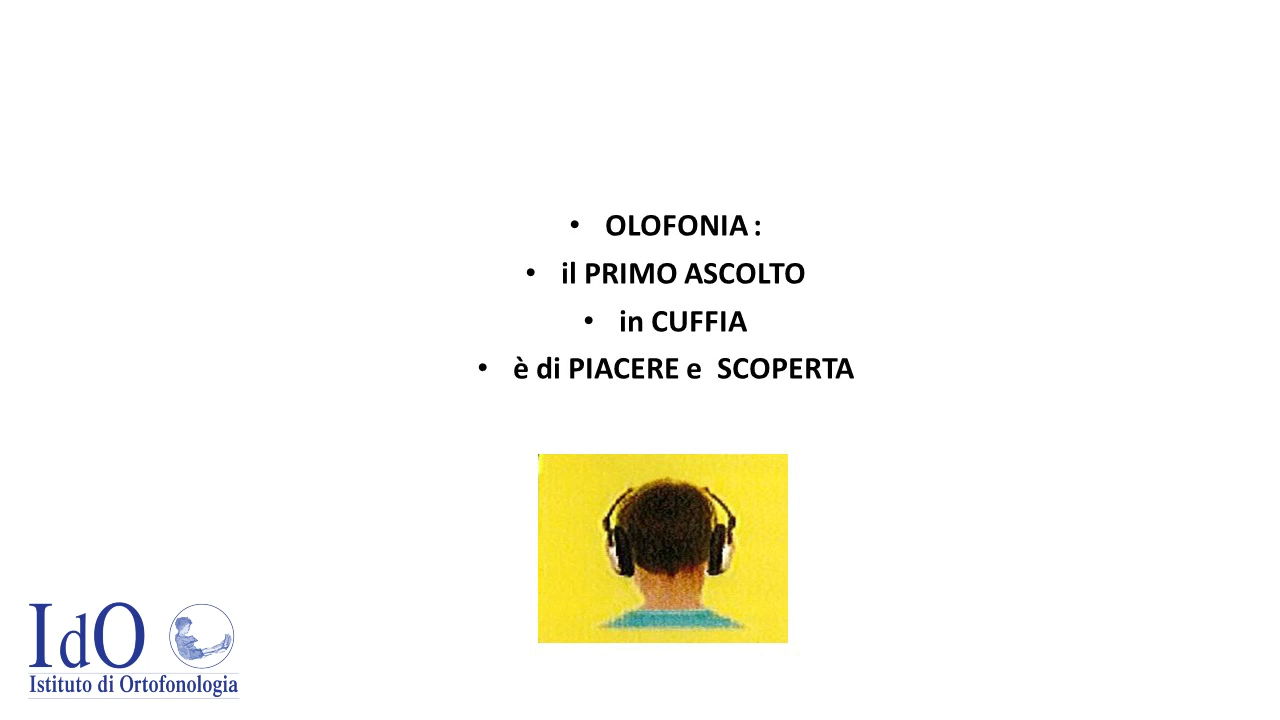 • OLOFONIA :
• il PRIMO ASCOLTO
• in CUFFIA
• è di PIACERE e  SCOPERTA
IdO
Istituto di Ortofonologia